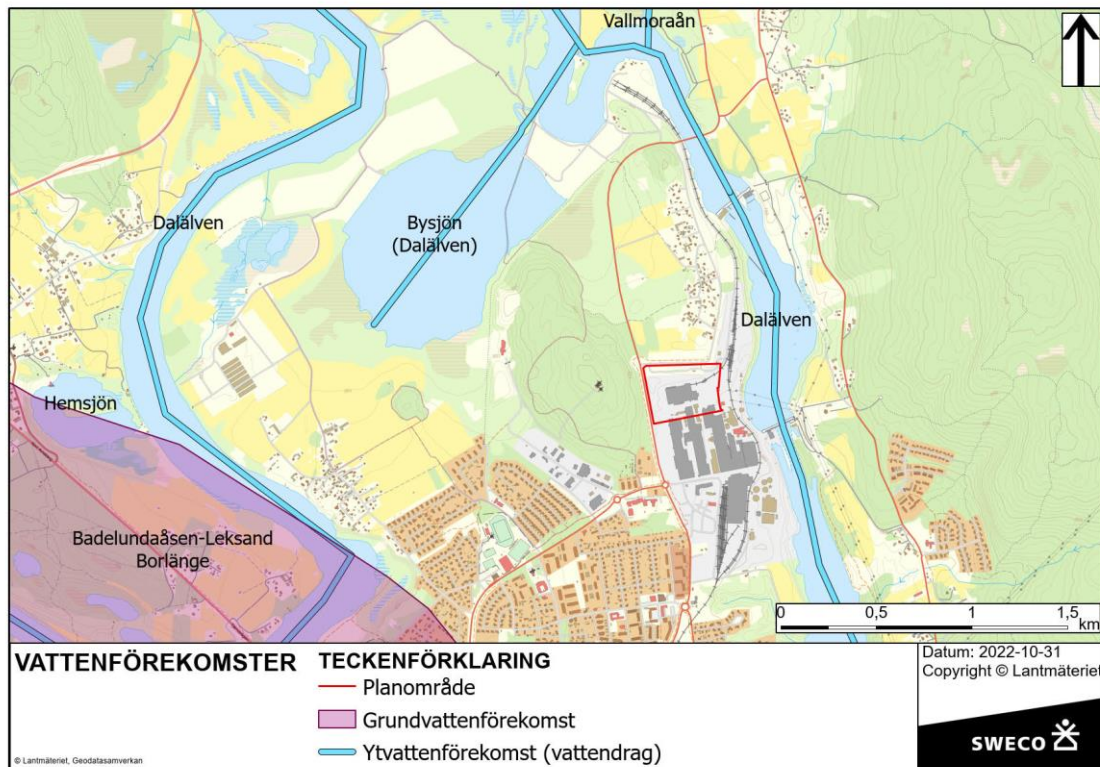 Vallmoraån
Dalälven
Bysjön
(Dalälven)
Dalälven
Hemsjön
Badelundaåsen-Leksand
Borlänge
0 0,5 1 1,5
km
VATTENFÖREKOMSTER
TECKENFÖRKLARING
Planområde
Grundvattenförekomst
Ytvattenförekomst (vattendrag)
© Lantmäteriet, Geodatasamverkan
Datum: 2022-10-31
Copyright © Lantmäteriet
SWECO